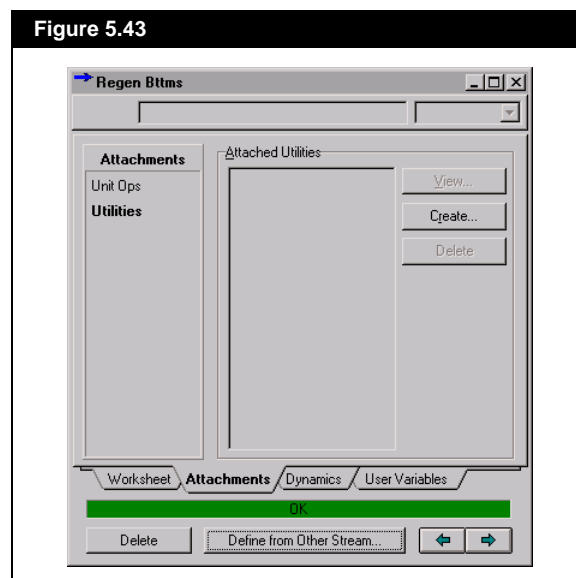 Figure 5.43
Regen Bttms
Attachments
Unit Ops
Utilities
Attached Utilities
View...
Create...
Delete
Worksheet
Attachments
Dynamics
User Variables
OK
Delete
Define from Other Stream...